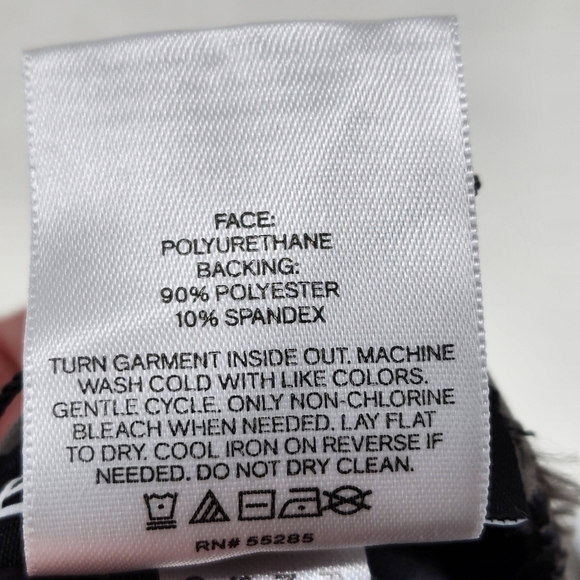 FACE:
POLYURETHANE
BACKING:
90% POLYESTER
10% SPANDEX
TURN GARMENT INSIDE OUT. MACHINE
WASH COLD WITH LIKE COLORS.
GENTLE CYCLE. ONLY NON-CHLORINE
BLEACH WHEN NEEDED. LAY FLAT
TO DRY. COOL IRON ON REVERSE IF
NEEDED. DO NOT DRY CLEAN.
RN# 55285